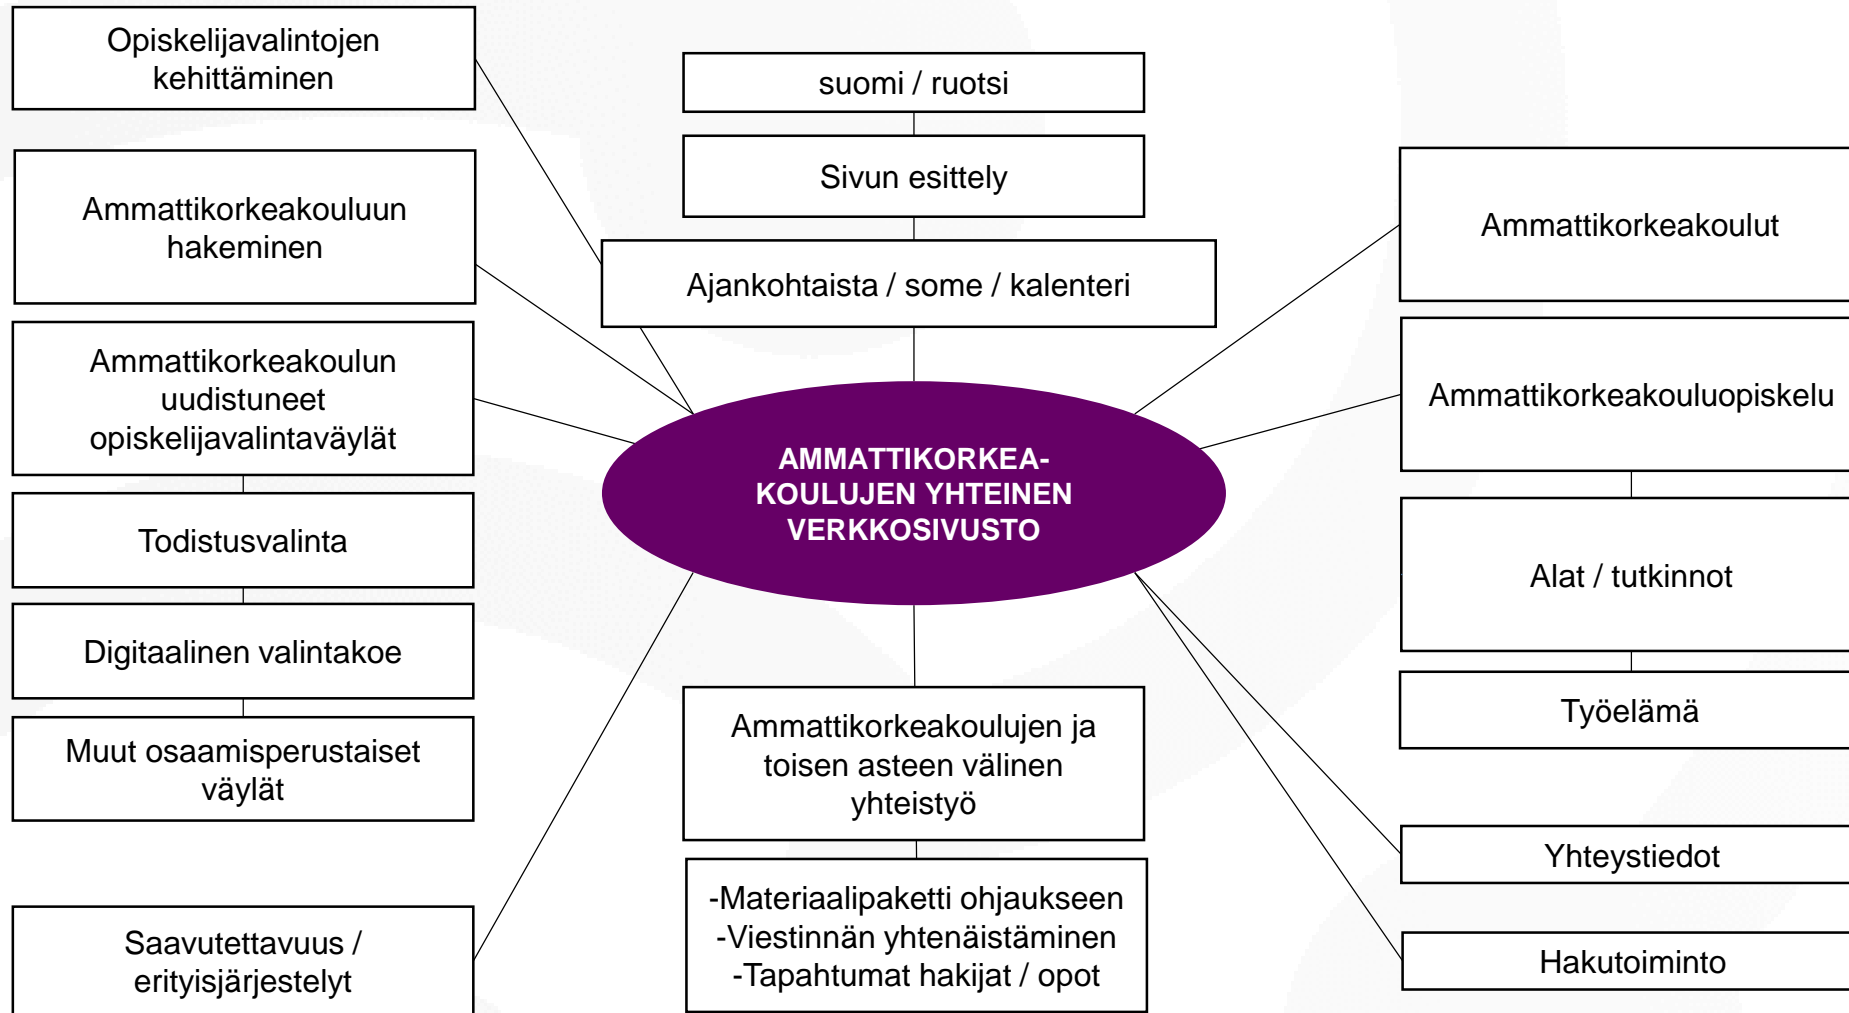 Opiskelijavalintojen
kehittäminen
Ammattikorkeakouluun
hakeminen
Ammattikorkeakoulun
uudistuneet
opiskelijavalintaväylät
Todistusvalinta
Digitaalinen valintakoe
Muut osaamisperustaiset
väylät
Saavutettavuus /
erityisjärjestelyt
suomi / ruotsi
Sivun esittely
Ajankohtaista / some / kalenteri
AMMATTIKORKEA-
KOULUJEN YHTEINEN
VERKKOSIVUSTO
Ammattikorkeakoulujen ja
toisen asteen välinen
yhteistyö
-Materiaalipaketti ohjaukseen
-Viestinnän yhtenäistäminen
-Tapahtumat hakijat / opot
Ammattikorkeakoulut
Ammattikorkeakouluopiskelu
Alat / tutkinnot
Työelämä
Yhteystiedot
Hakutoiminto